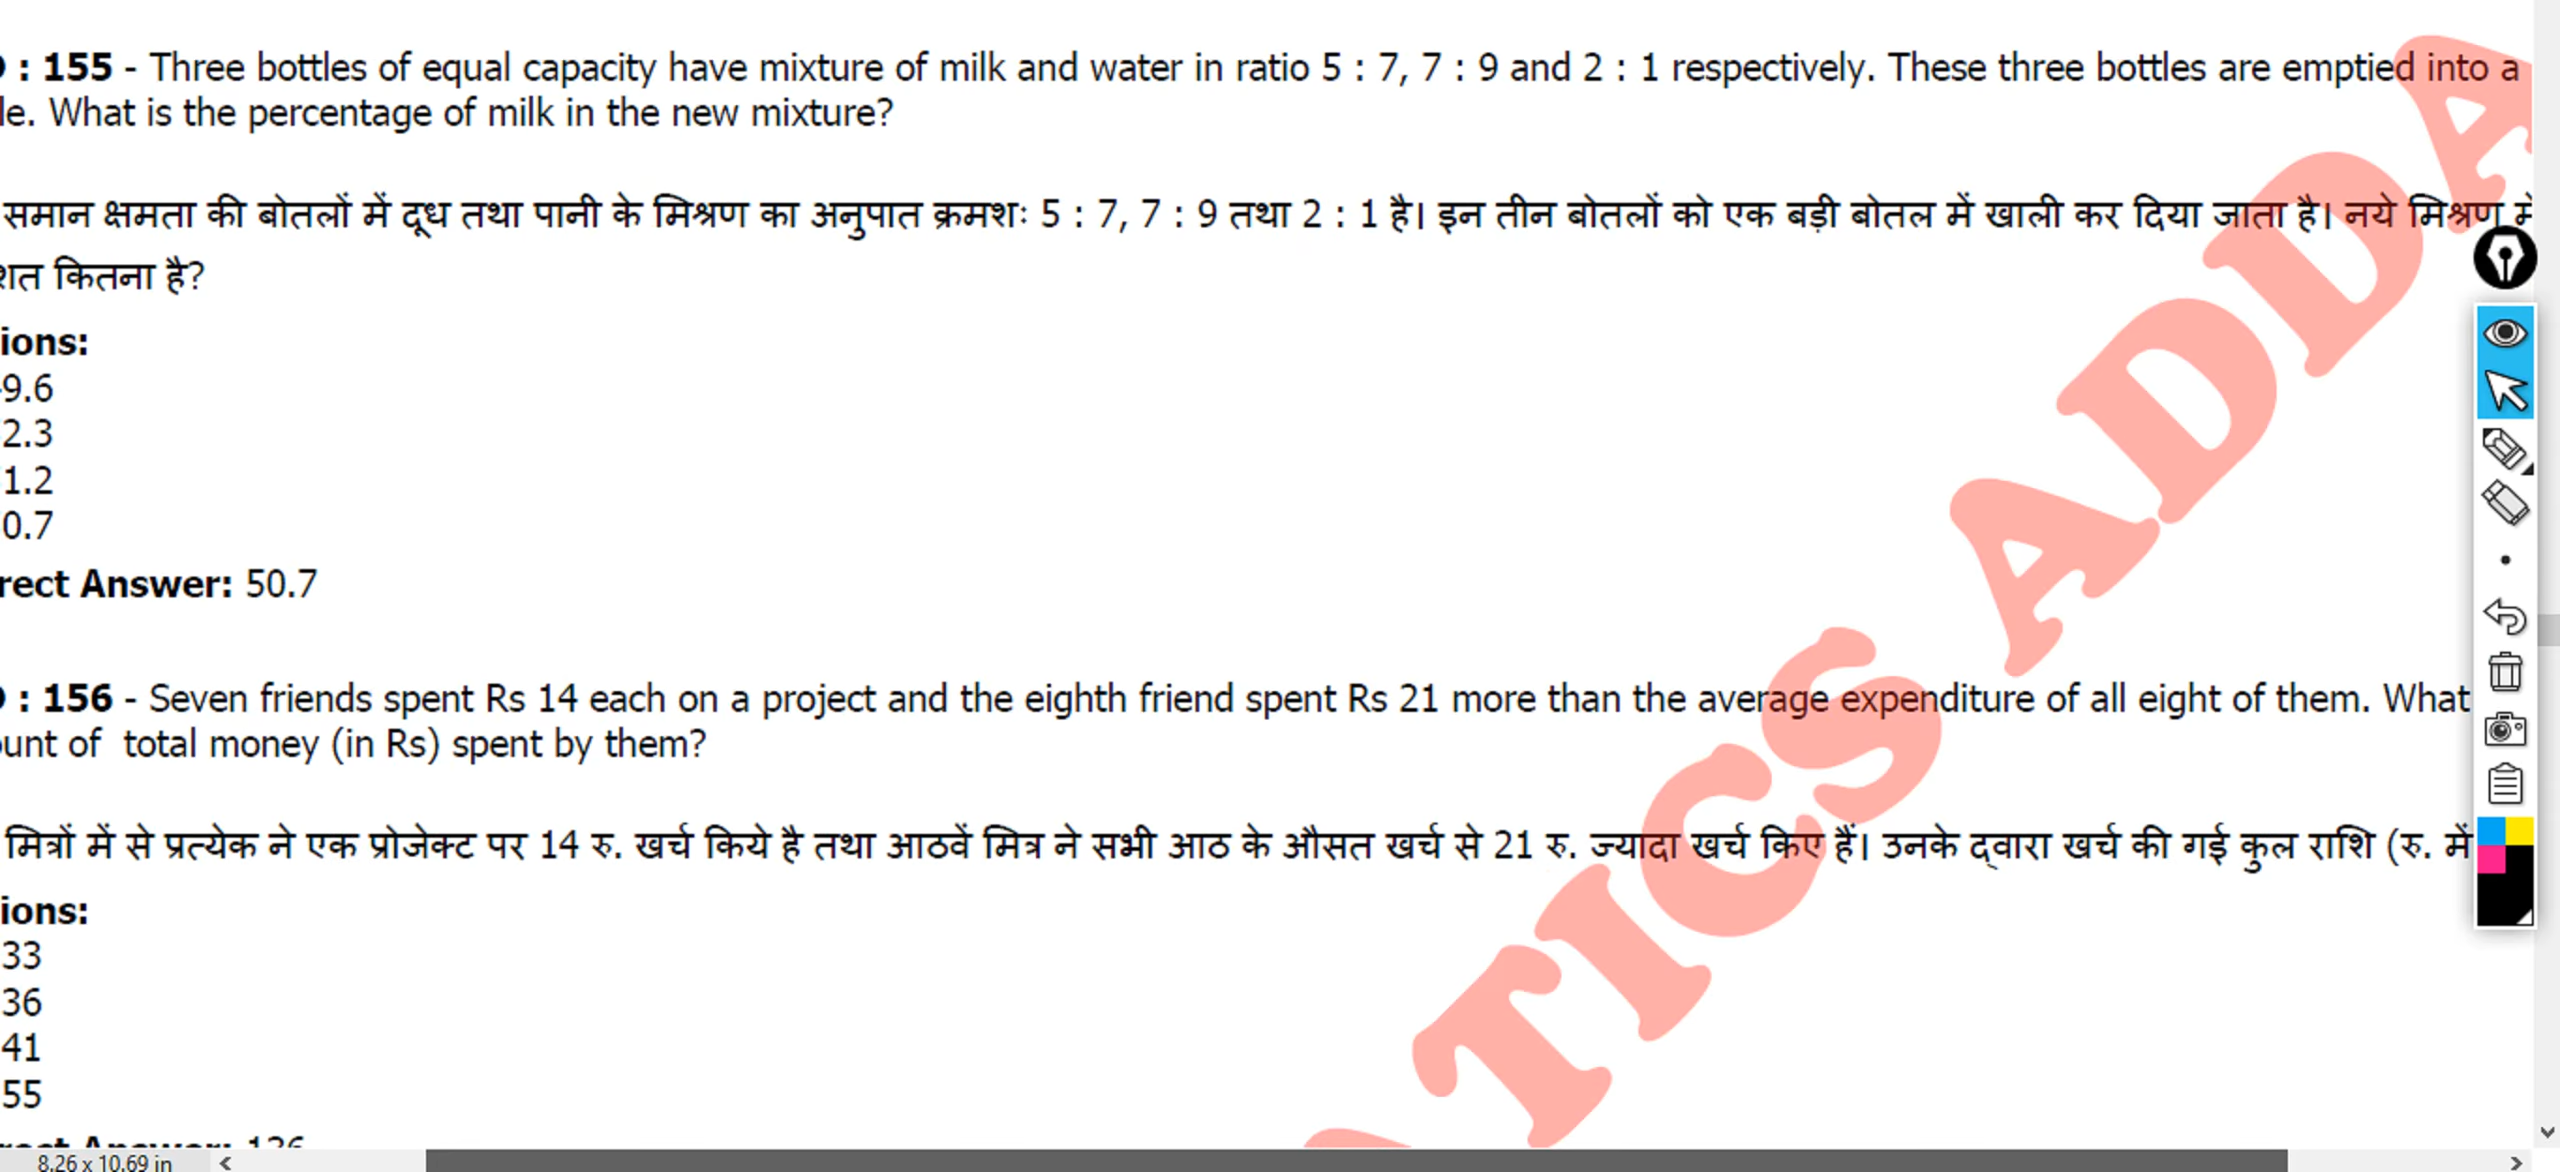 : 155 - Three bottles of equal capacity have mixture of milk and water in ratio 5 : 7, 7 : 9 and 2 : 1 respectively. These three bottles are emptied into a
le. What is the percentage of milk in the new mixture?
समान क्षमता की बोतलों में दूध तथा पानी के मिश्रण का अनुपात क्रमशः 5 : 7, 7 : 9 तथा 2 : 1 है। इन तीन बोतलों को एक बड़ी बोतल में खाली कर दिया जाता है। नये मिश्रण में
शत कितना है?
ions:
9.6
2.3
1.2
0.7
rect Answer: 50.7
: 156 - Seven friends spent Rs 14 each on a project and the eighth friend spent Rs 21 more than the average expenditure of all eight of them. What
unt of total money (in Rs) spent by them?
मित्रों में से प्रत्येक ने एक प्रोजेक्ट पर 14 रु. खर्च किये है तथा आठवें मित्र ने सभी आठ के औसत खर्च से 21 रु. ज्यादा खर्च किए हैं। उनके द्वारा खर्च की गई कुल राशि (रु. में
ions:
33
36
41
55
rect Answer: 136
TICS ADDA
8.26 x 10.69 in